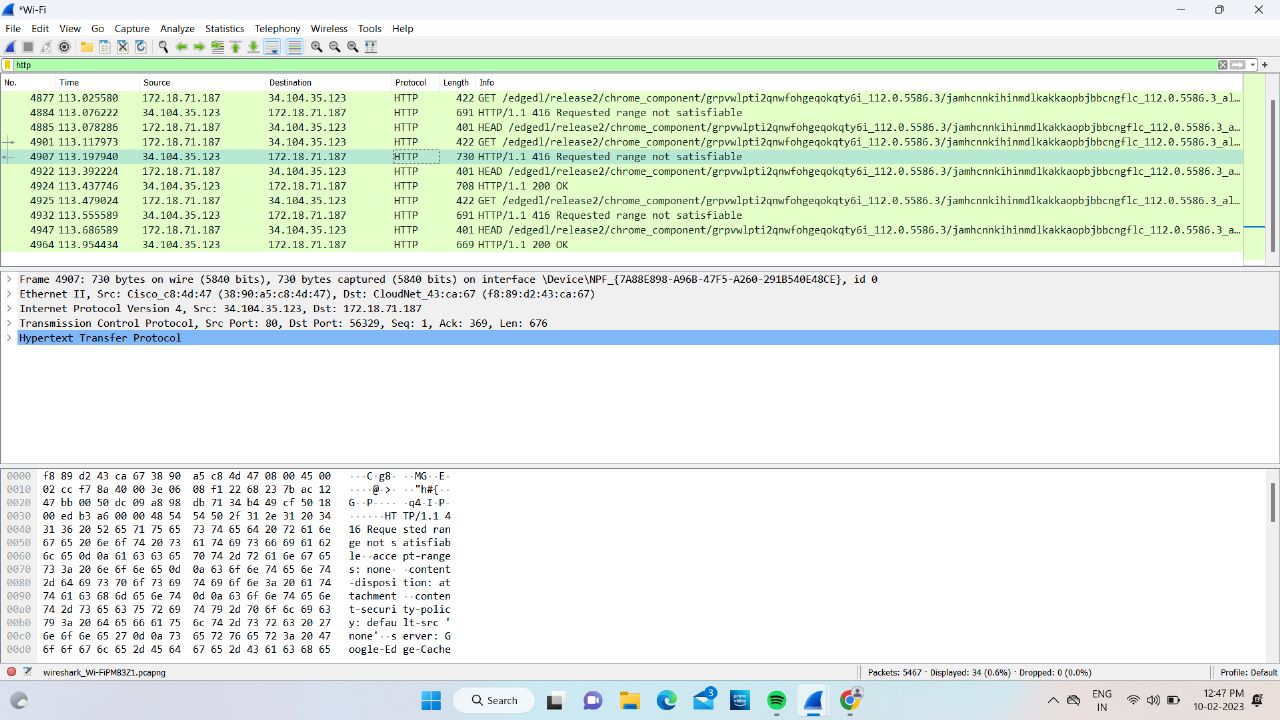 *Wi-Fi
File Edit View Go Capture Analyze Statistics Telephony Wireless Tools Help
http
No. Time Source Destination Protocol Length Info
4877 113.025580 172.18.71.187 34.104.35.123 HTTP 422 GET /edgedl/release2/chrome_component/grpvwlpti2qnwfohgeqokqty6i_112.0.5586.3/jamhcnnkihinmdlkakkaopbjbbcngflc_112.0.5586.3_al…
4884 113.076222 34.104.35.123 172.18.71.187 HTTP 691 HTTP/1.1 416 Requested range not satisfiable
4885 113.078286 172.18.71.187 34.104.35.123 HTTP 401 HEAD /edgedl/release2/chrome_component/grpvwlpti2qnwfohgeqokqty6i_112.0.5586.3/jamhcnnkihinmdlkakkaopbjbbcngflc_112.0.5586.3_a…
4901 113.117973 172.18.71.187 34.104.35.123 HTTP 422 GET /edgedl/release2/chrome_component/grpvwlpti2qnwfohgeqokqty6i_112.0.5586.3/jamhcnnkihinmdlkakkaopbjbbcngflc_112.0.5586.3_al…
4907 113.197940 34.104.35.123 172.18.71.187 HTTP 730 HTTP/1.1 416 Requested range not satisfiable
4922 113.392224 172.18.71.187 34.104.35.123 HTTP 401 HEAD /edgedl/release2/chrome_component/grpvwlpti2qnwfohgeqokqty6i_112.0.5586.3/jamhcnnkihinmdlkakkaopbjbbcngflc_112.0.5586.3_a…
4924 113.437746 34.104.35.123 172.18.71.187 HTTP 708 HTTP/1.1 200 OK
4925 113.479024 172.18.71.187 34.104.35.123 HTTP 422 GET /edgedl/release2/chrome_component/grpvwlpti2qnwfohgeqokqty6i_112.0.5586.3/jamhcnnkihinmdlkakkaopbjbbcngflc_112.0.5586.3_al…
4932 113.555589 34.104.35.123 172.18.71.187 HTTP 691 HTTP/1.1 416 Requested range not satisfiable
4947 113.686589 172.18.71.187 34.104.35.123 HTTP 401 HEAD /edgedl/release2/chrome_component/grpvwlpti2qnwfohgeqokqty6i_112.0.5586.3/jamhcnnkihinmdlkakkaopbjbbcngflc_112.0.5586.3_a…
4964 113.954434 34.104.35.123 172.18.71.187 HTTP 669 HTTP/1.1 200 OK
Frame 4907: 730 bytes on wire (5840 bits), 730 bytes captured (5840 bits) on interface \Device\NPF_{7A88E898-A96B-47F5-A260-291B540E48CE}, id 0
Ethernet II, Src: Cisco_c8:4d:47 (38:90:a5:c8:4d:47), Dst: CloudNet_43:ca:67 (f8:89:d2:43:ca:67)
Internet Protocol Version 4, Src: 34.104.35.123, Dst: 172.18.71.187
Transmission Control Protocol, Src Port: 80, Dst Port: 56329, Seq: 1, Ack: 369, Len: 676
Hypertext Transfer Protocol
0000 f8 89 d2 43 ca 67 38 90 a5 c8 4d 47 08 00 45 00 ···C·g8· ··MG··E·
0010 02 cc f7 8a 40 00 3e 06 08 f1 22 68 23 7b ac 12 ····@·>· ··"h#{··
0020 47 bb 00 50 dc 09 a8 98 db 71 34 b4 49 cf 50 18 G··P···· ·q4·I·P·
0030 00 ed b3 a6 00 00 48 54 54 50 2f 31 2e 31 20 34 ······HT TP/1.1 4
0040 31 36 20 52 65 71 75 65 73 74 65 64 20 72 61 6e 16 Reque sted ran
0050 67 65 20 6e 6f 74 20 73 61 74 69 73 66 69 61 62 ge not s atisfiab
0060 6c 65 0d 0a 61 63 63 65 70 74 2d 72 61 6e 67 65 le··acce pt-range
0070 73 3a 20 6e 6f 6e 65 0d 0a 63 6f 6e 74 65 6e 74 s: none· ·content
0080 2d 64 69 73 70 6f 73 69 74 69 6f 6e 3a 20 61 74 -disposi tion: at
0090 74 61 63 68 6d 65 6e 74 0d 0a 63 6f 6e 74 65 6e tachment ··conten
00a0 74 2d 73 65 63 75 72 69 74 79 2d 70 6f 6c 69 63 t-securi ty-policy
00b0 79 3a 20 64 65 66 61 75 6c 74 2d 73 72 63 20 27 y: defau lt-src '
00c0 6e 6f 6e 65 27 0d 0a 73 65 72 76 65 72 3a 20 47 none'··s erver: G
00d0 6f 6f 67 6c 65 2d 45 64 67 65 2d 43 61 63 68 65 oogle-Ed ge-Cache
wireshark_Wi-FiPMB3Z1.pcapng Packets: 5467 · Displayed: 34 (0.6%) · Dropped: 0 (0.0%) Profile: Default
Search 3 prime video ENG IN 12:47 PM 10-02-2023